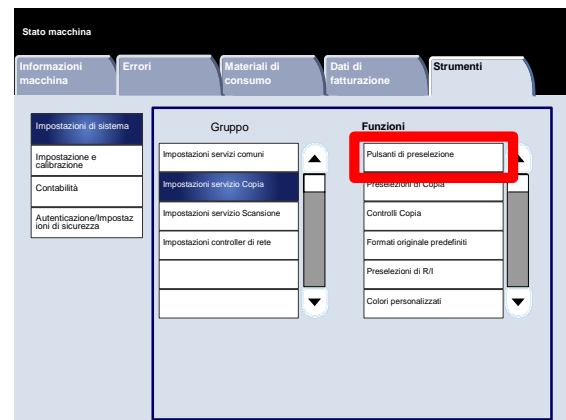 Stato macchina
Informazioni
macchina
Errori
Materiali di
consumo
Dati di
fatturazione
Strumenti
Impostazioni di sistema
Impostazione e
calibrazione
Contabilità
Autenticazione/Impostaz
ioni di sicurezza
Gruppo
Impostazioni servizi comuni
Impostazioni servizio Copia
Impostazioni servizio Scansione
Impostazioni controller di rete
Funzioni
Pulsanti di preselezione
Preselezioni di Copia
Controlli Copia
Formati originale predefiniti
Preselezioni di R/I
Colori personalizzati